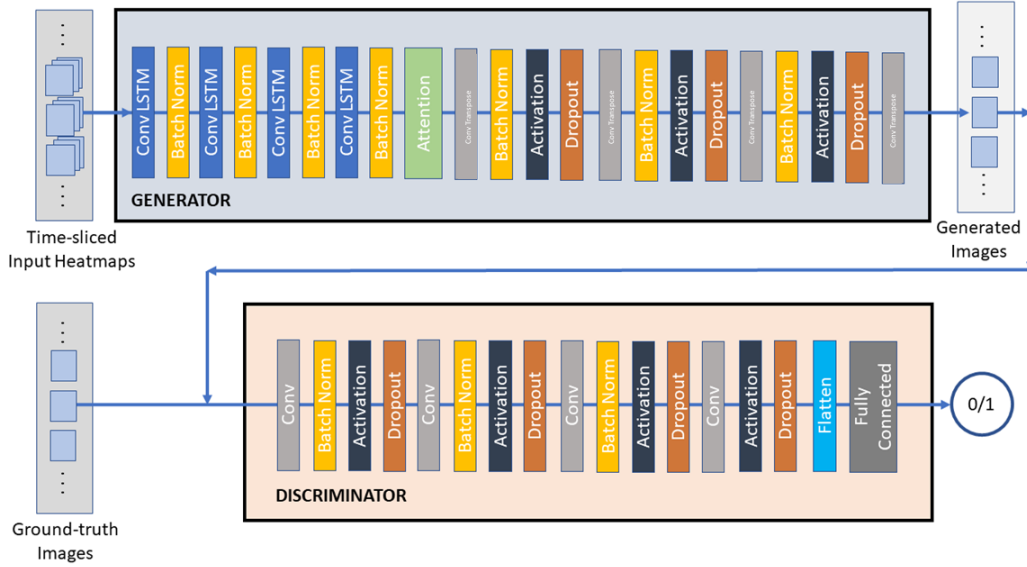 Conv LSTM
Batch Norm
Conv LSTM
Batch Norm
Conv LSTM
Batch Norm
Conv LSTM
Batch Norm
Attention
Conv Transpose
Batch Norm
Activation
Dropout
Conv Transpose
Batch Norm
Activation
Dropout
Conv Transpose
Batch Norm
Activation
Dropout
Conv Transpose
GENERATOR
Time-sliced
Input Heatmaps
Generated
Images
Conv
Batch Norm
Activation
Dropout
Conv
Batch Norm
Activation
Dropout
Conv
Batch Norm
Activation
Dropout
Conv
Activation
Dropout
Flatten
Fully
Connected
0/1
DISCRIMINATOR
Ground-truth
Images